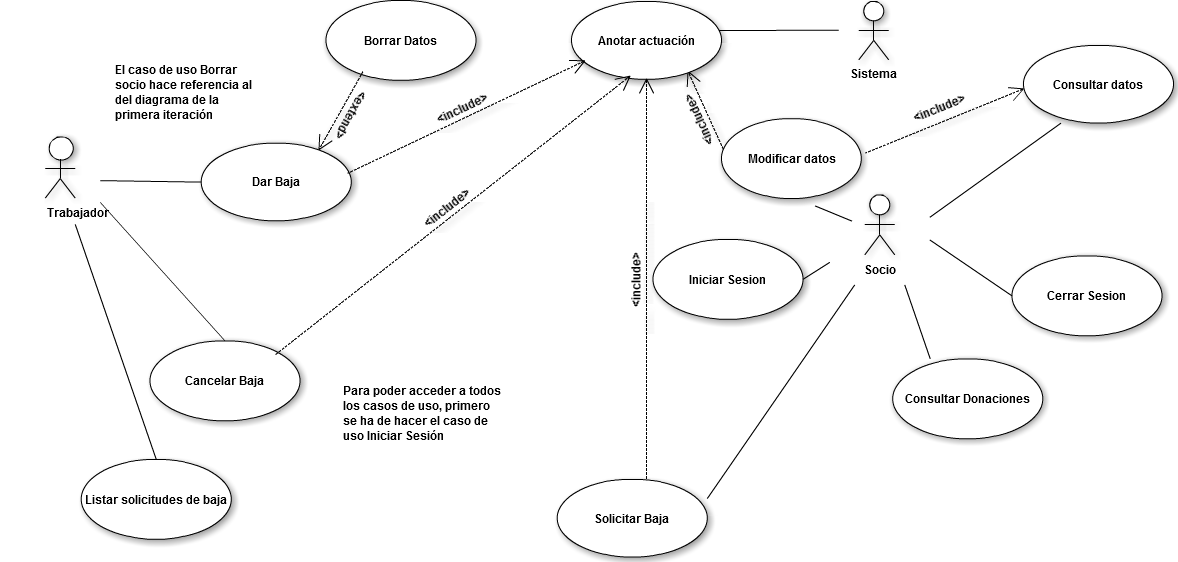 Borrar Datos
Anotar actuación
Sistema
El caso de uso Borrar
socio hace referencia al
del diagrama de la
primera iteración
Consultar datos
<include>
<include>
<extend>
<include>
Modificar datos
Dar Baja
Trabajador
<include>
Socio
<include>
Iniciar Sesion
Cerrar Sesion
Cancelar Baja
Para poder acceder a todos
los casos de uso, primero
se ha de hacer el caso de
uso Iniciar Sesión
Consultar Donaciones
Listar solicitudes de baja
Solicitar Baja